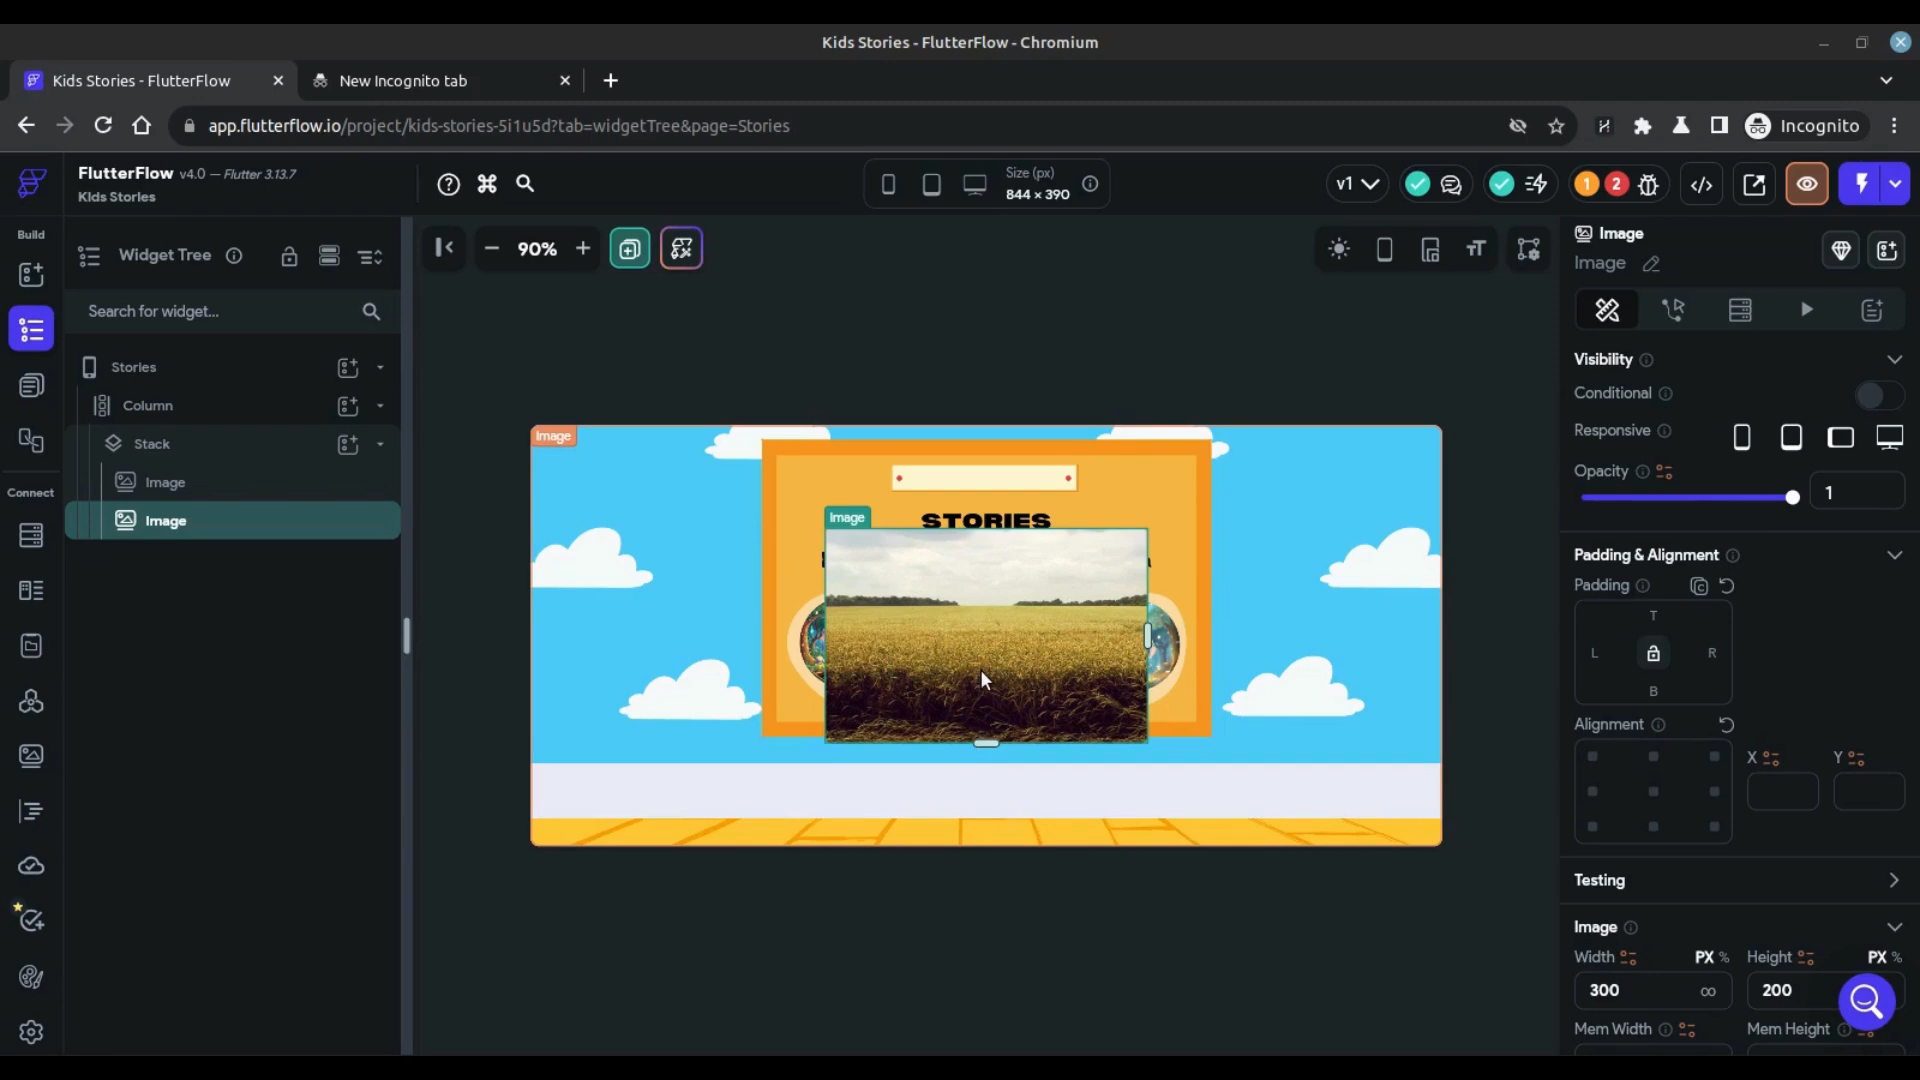 Kids Stories - FlutterFlow - Chromium
Kids Stories - FlutterFlow
New Incognito tab
app.flutterflow.io/project/kids-stories-5i1u5d?tab=widgetTree&page=Stories
Incognito
FlutterFlow v4.0 – Flutter 3.13.7
Kids Stories
Size (px)
844 × 390
v1
1
2
Build
Widget Tree
90%
Search for widget...
Stories
Column
Stack
Image
Image
Connect
Image
STORIES
Image
Image
Image
Visibility
Conditional
Responsive
Opacity
1
Padding & Alignment
Padding
T
L
R
B
Alignment
X
Y
Testing
Image
Width
PX %
Height
PX %
300
200
Mem Width
Mem Height